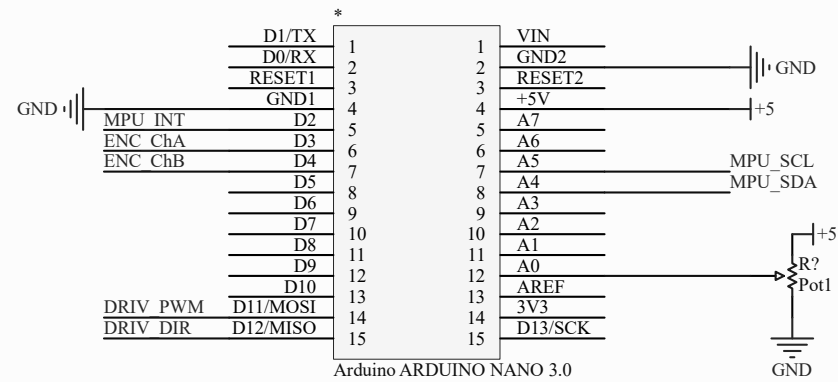 *
D1/TX 1 1 VIN
D0/RX 2 2 GND2 GND
RESET1 3 3 RESET2
GND GND1 4 4 +5V +5
MPU_INT D2 5 5 A7
ENC_ChA D3 6 6 A6
ENC_ChB D4 7 7 A5 MPU_SCL
D5 8 8 A4 MPU_SDA
D6 9 9 A3
D7 10 10 A2 +5
D8 11 11 A1
D9 12 12 A0 R?
D10 13 13 AREF Pot1
DRIV_PWM D11/MOSI 14 14 3V3
DRIV_DIR D12/MISO 15 15 D13/SCK
Arduino ARDUINO NANO 3.0 GND